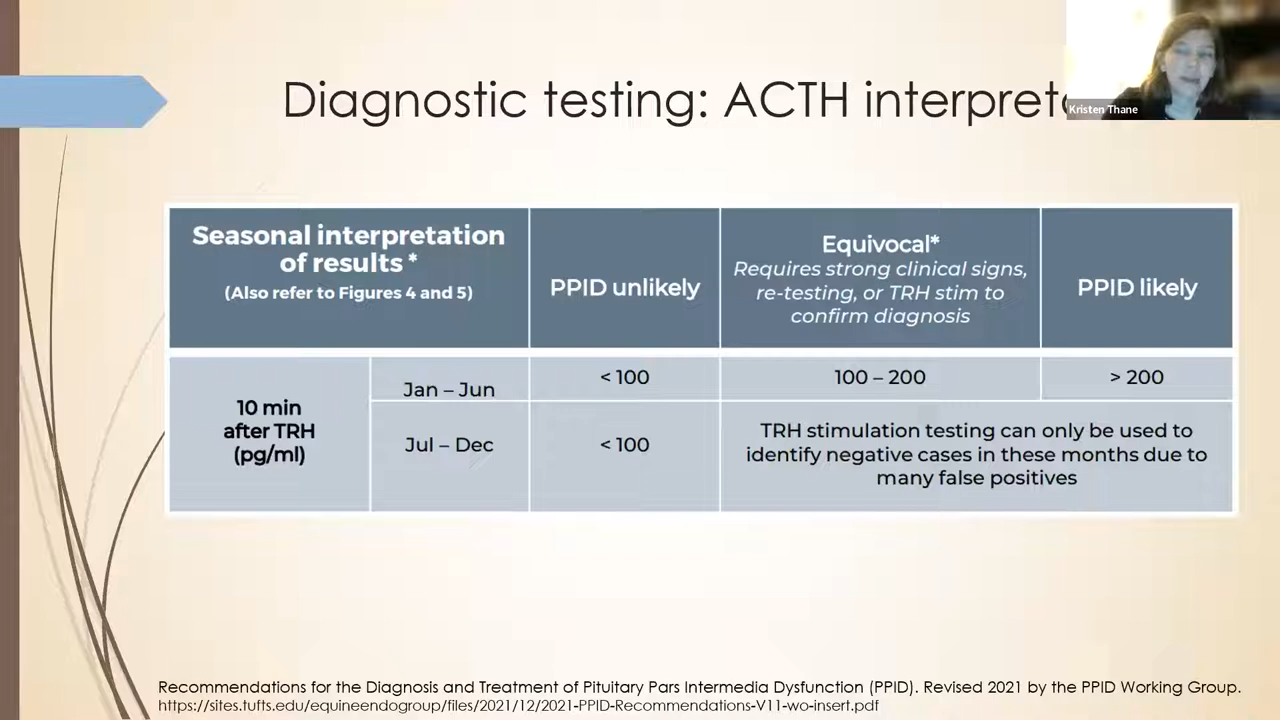 Diagnostic testing: ACTH
Kristen Thane
Seasonal interpretation
of results *
(Also refer to Figures 4 and 5)
PPID unlikely
Equivocal*
Requires strong clinical signs,
re-testing, or TRH stim to
confirm diagnosis
PPID likely
10 min
after TRH
(pg/ml)
Jan – Jun
< 100
100 – 200
> 200
Jul – Dec
< 100
TRH stimulation testing can only be used to
identify negative cases in these months due to
many false positives
Recommendations for the Diagnosis and Treatment of Pituitary Pars Intermedia Dysfunction (PPID). Revised 2021 by the PPID Working Group.
https://sites.tufts.edu/equineendogroup/files/2021/12/2021-PPID-Recommendations-V11-wo-insert.pdf